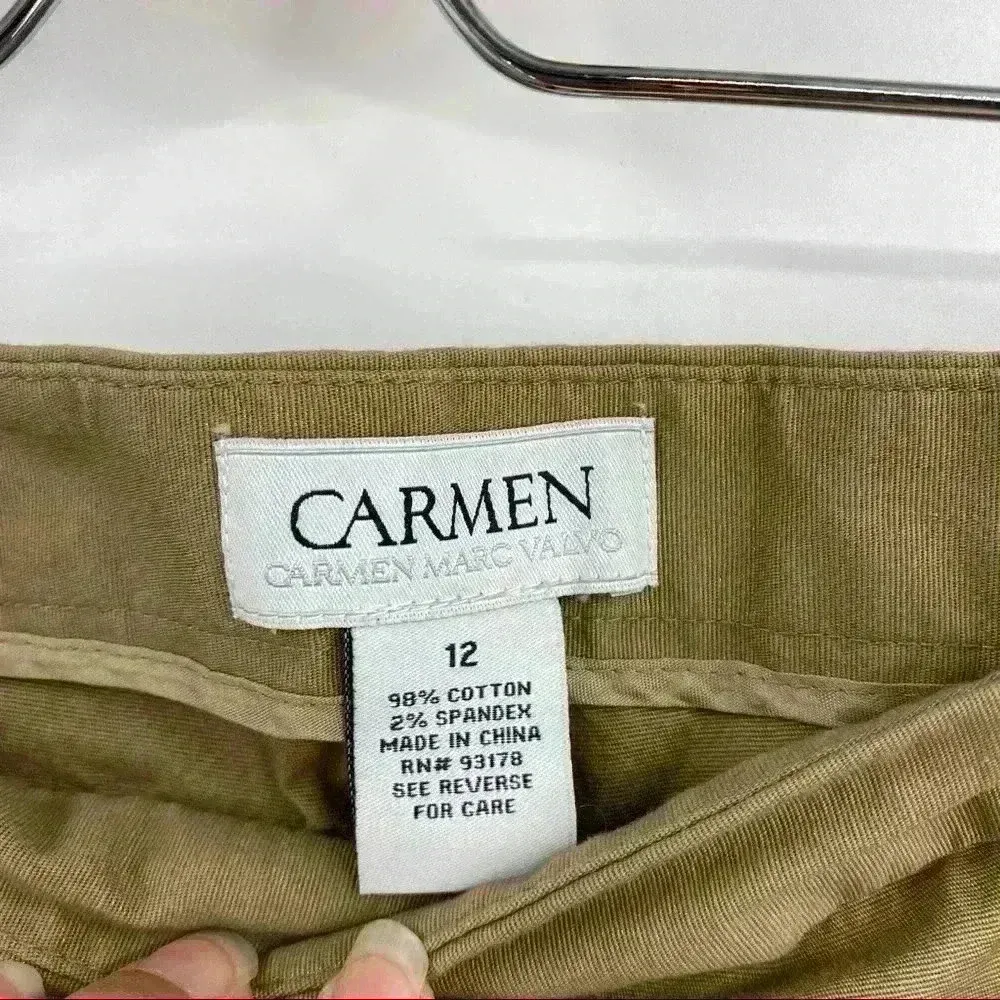 CARMEN
CARMEN MARC VALVO
12
98% COTTON
2% SPANDEX
MADE IN CHINA
RN# 93178
SEE REVERSE
FOR CARE